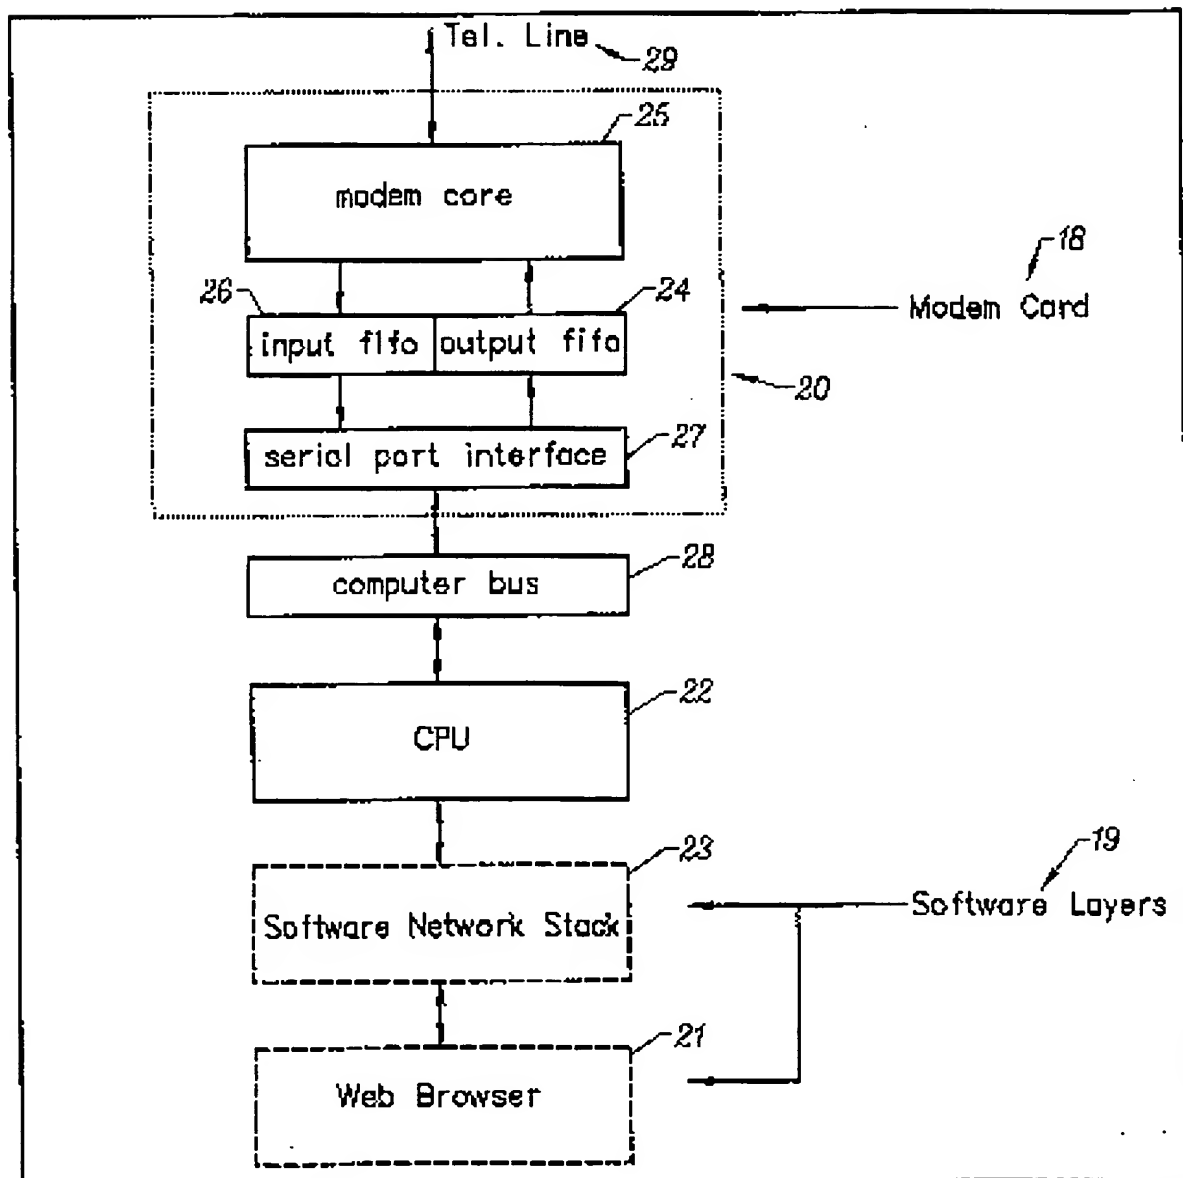 Tel. Line
29
25
modem core
18
26
24
Modem Card
input fifo
output fifo
20
27
serial port interface
28
computer bus
22
CPU
23
19
Software Layers
Software Network Stack
21
Web Browser